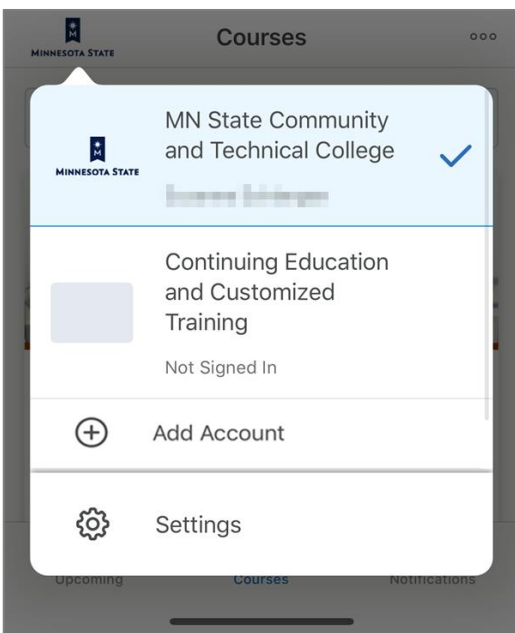 MINNESOTA STATE
Courses
MN State Community
and Technical College
MINNESOTA STATE
Continuing Education
and Customized
Training
Not Signed In
Add Account
Settings
Upcoming
Courses
Notifications